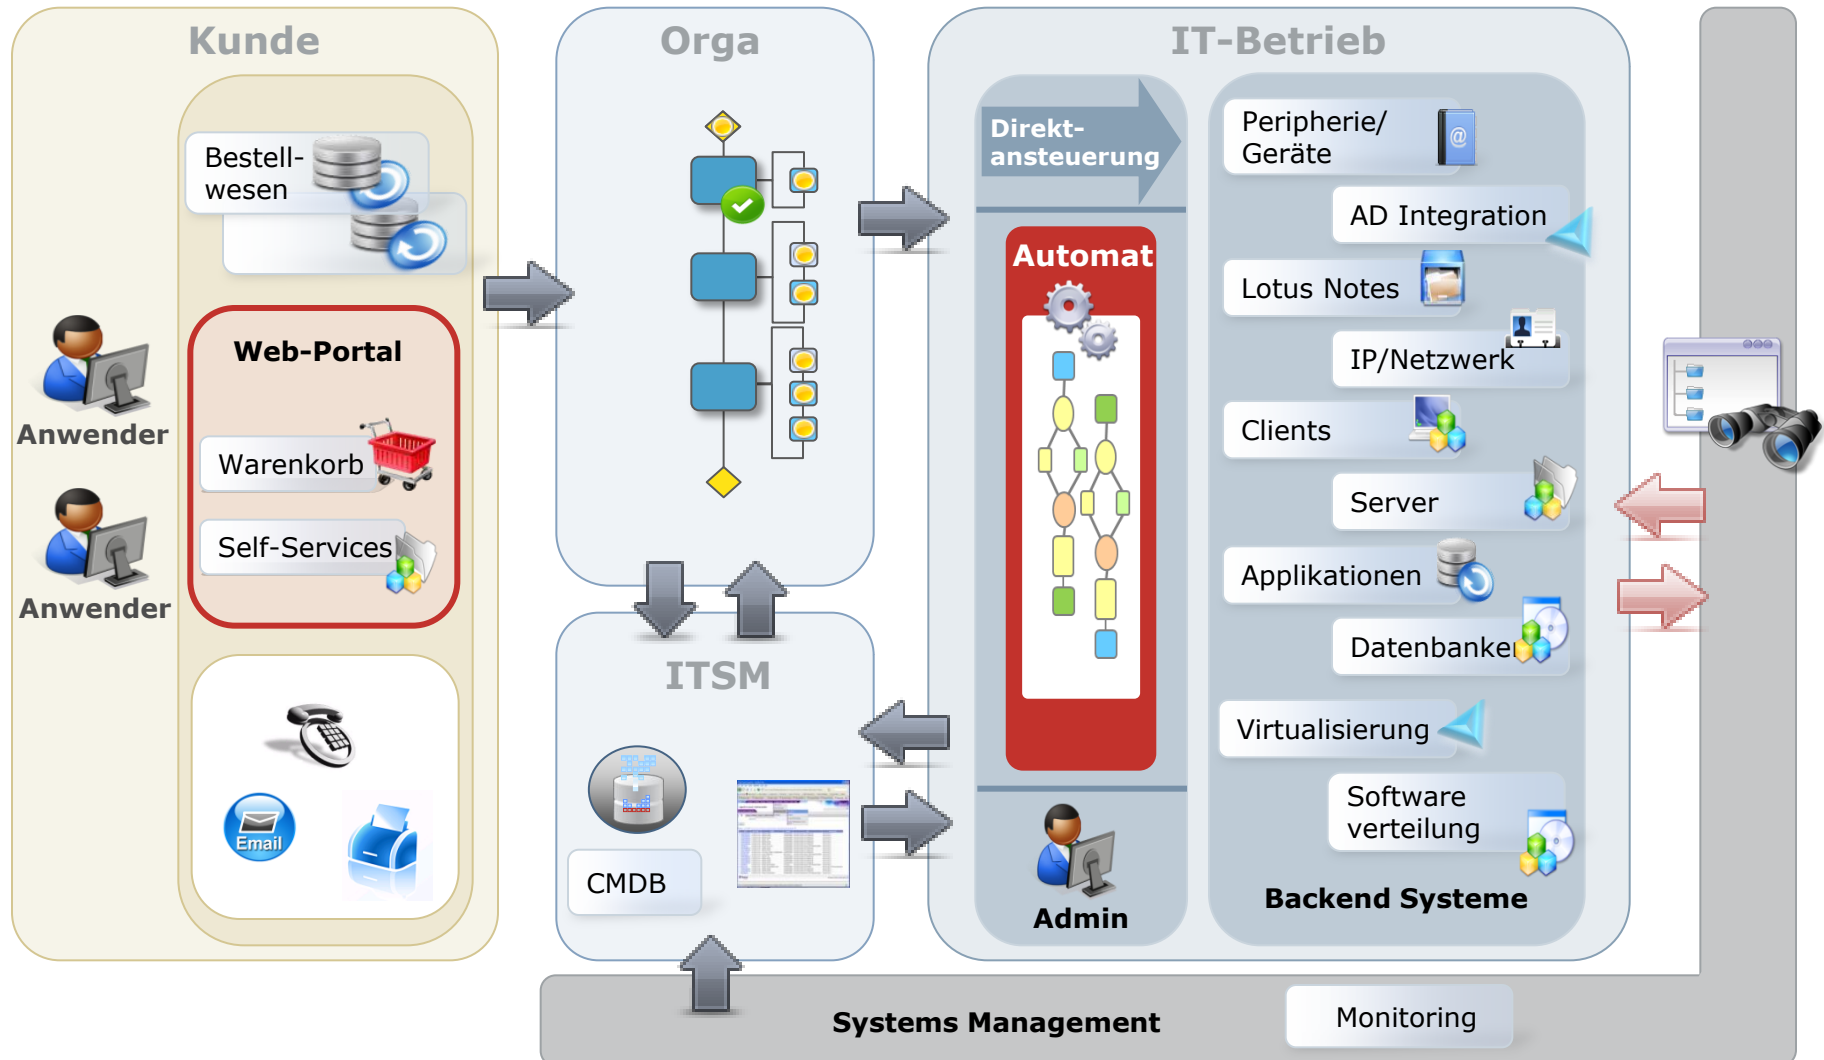 Kunde
Bestell-
wesen
Web-Portal
Warenkorb
Self-Services
Anwender
Anwender
Email
Orga
ITSM
CMDB
IT-Betrieb
Direkt-
ansteuerung
Automat
Admin
Peripherie/
Geräte
@
AD Integration
Lotus Notes
IP/Netzwerk
Clients
Server
Applikationen
Datenbanken
Virtualisierung
Software
verteilung
Backend Systeme
Systems Management
Monitoring